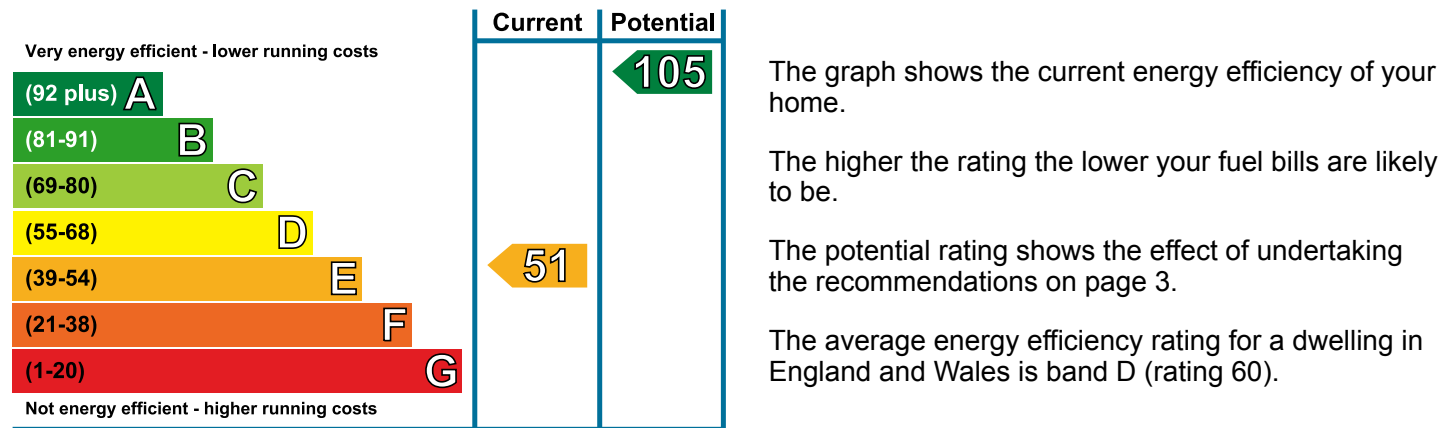 Current Potential
Very energy efficient - lower running costs
(92 plus) A
105
(81-91) B
(69-80) C
(55-68) D
(39-54) E
51
(21-38) F
(1-20) G
Not energy efficient - higher running costs
The graph shows the current energy efficiency of your
home.
The higher the rating the lower your fuel bills are likely
to be.
The potential rating shows the effect of undertaking
the recommendations on page 3.
The average energy efficiency rating for a dwelling in
England and Wales is band D (rating 60).